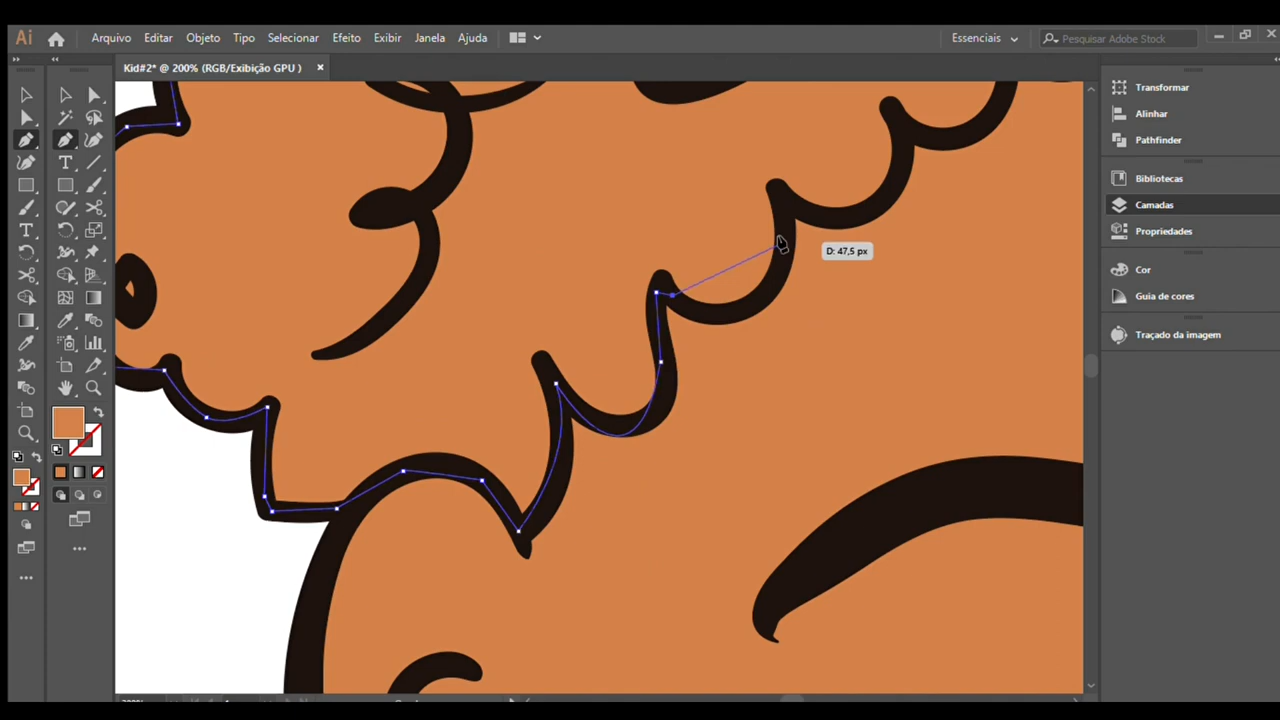 Ai
Arquivo Editar Objeto Tipo Selecionar Efeito Exibir Janela Ajuda
Essenciais
Pesquisar Adobe Stock
Kid#2* @ 200% (RGB/Exibição GPU )
Transformar
Alinhar
Pathfinder
Bibliotecas
Camadas
Propriedades
Cor
Guia de cores
Traçado da imagem
D: 47,5 px